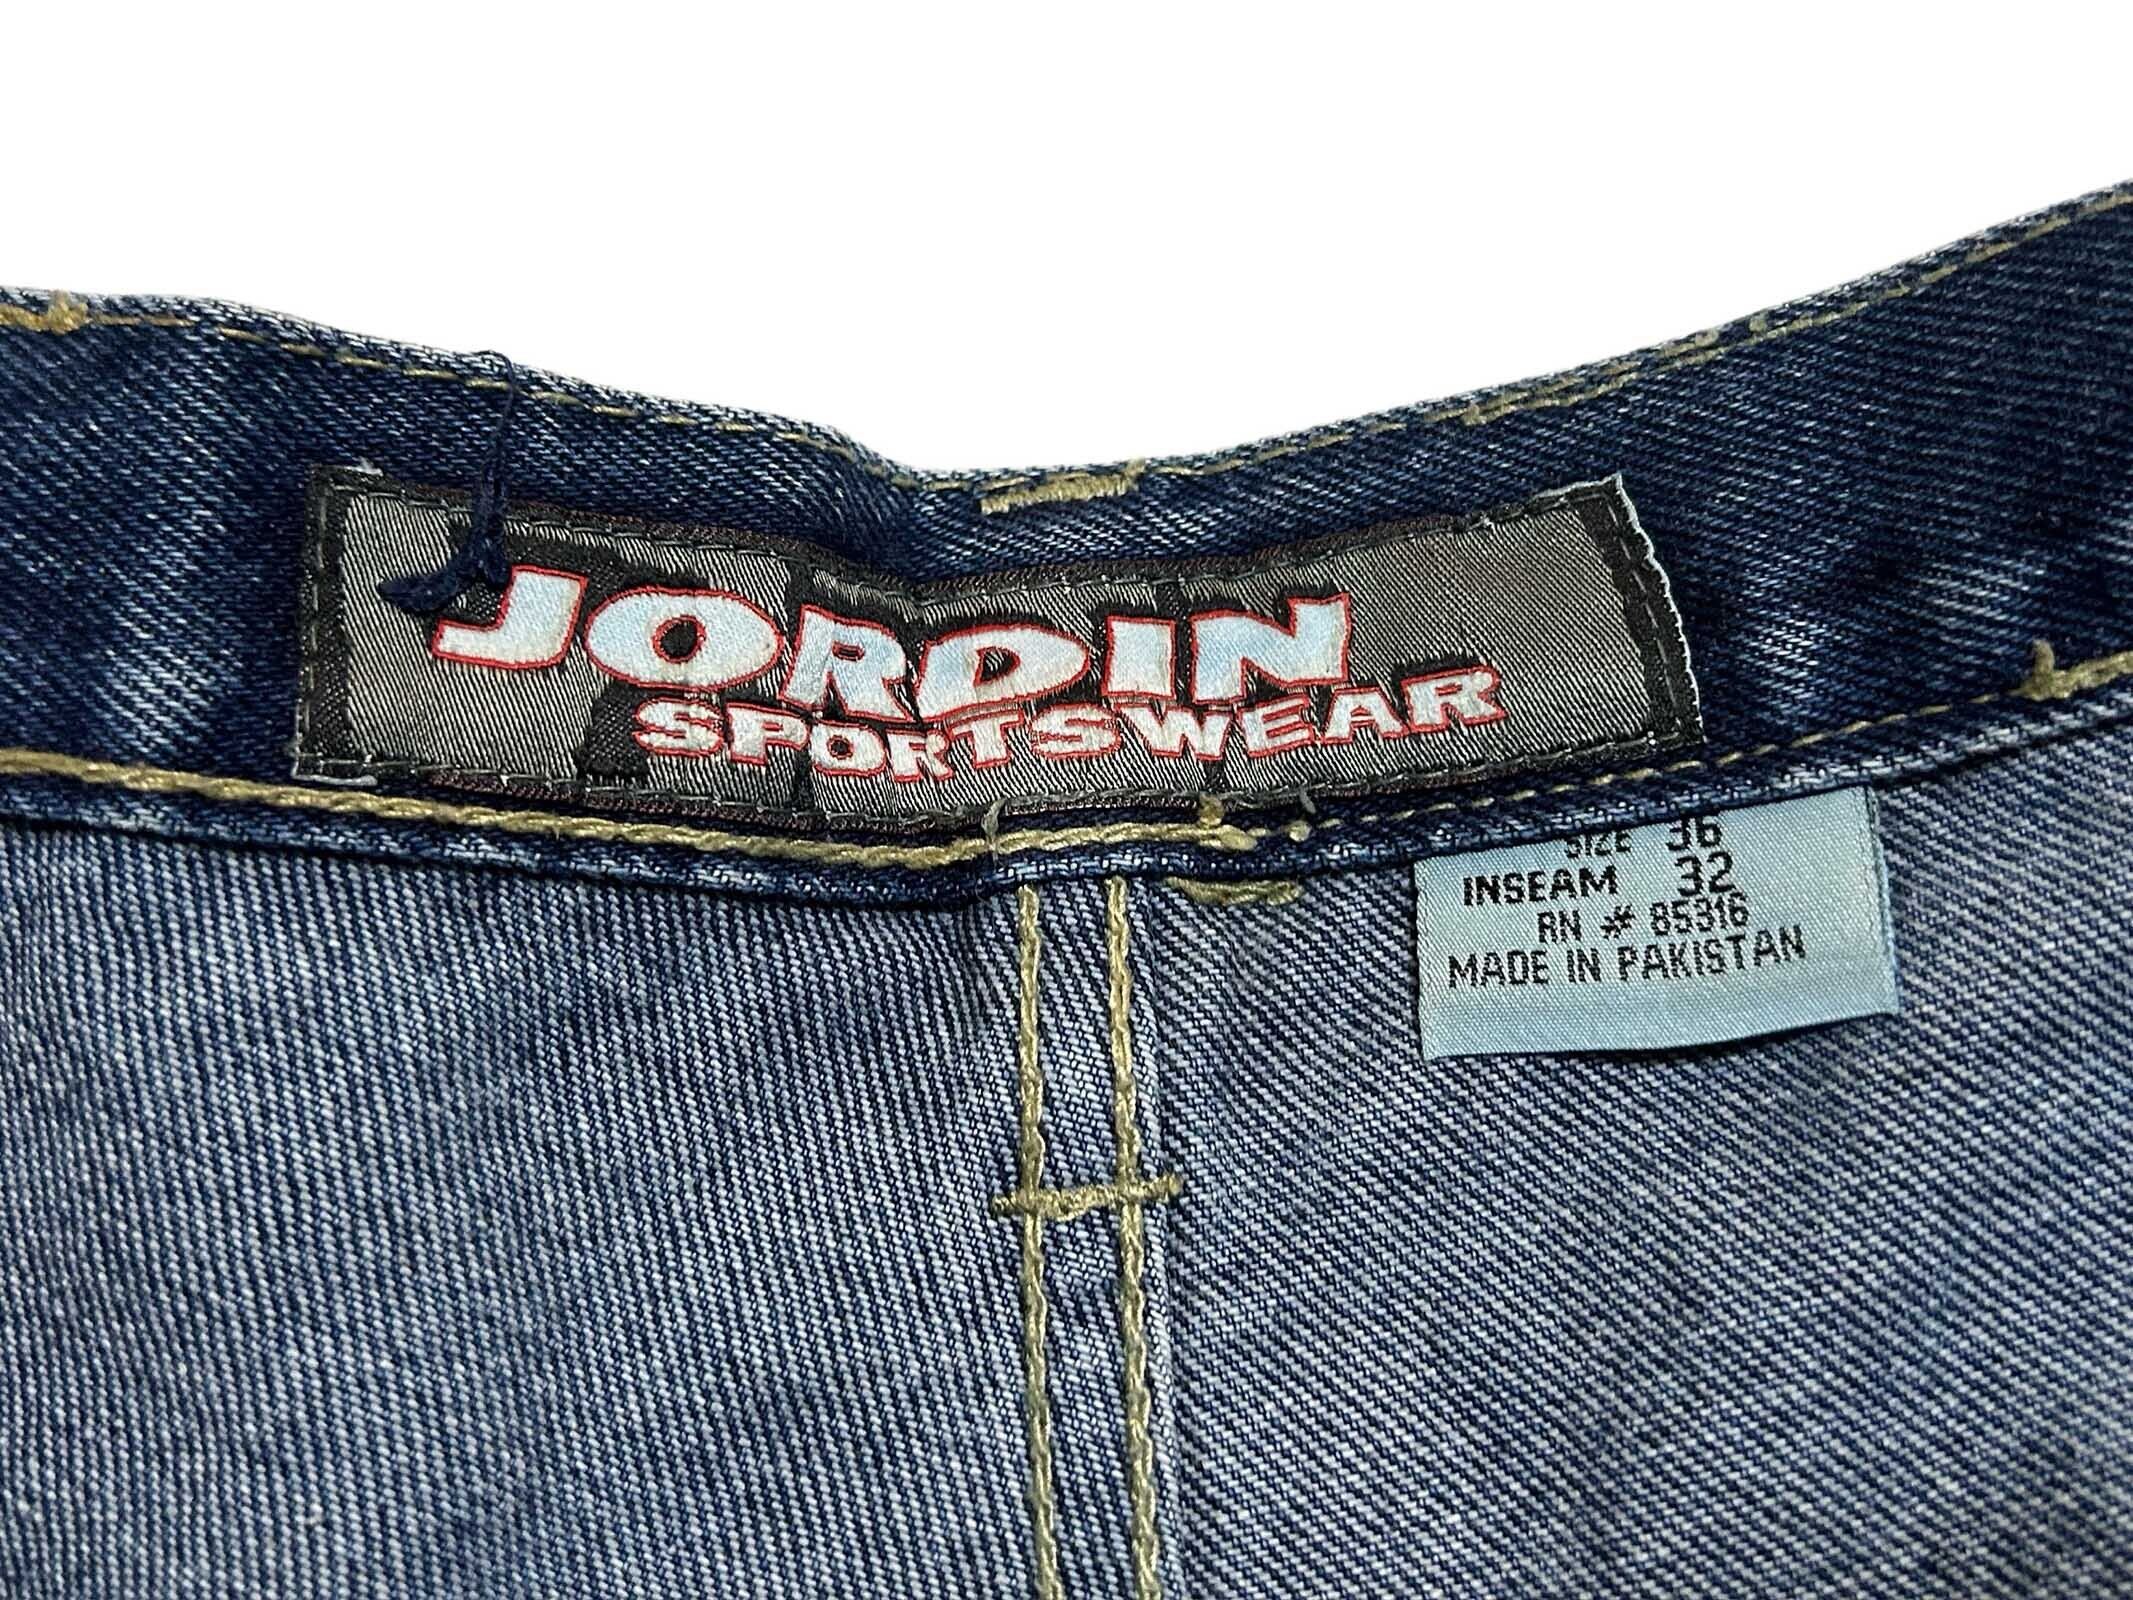 JORDIN
SPORTSWEAR
SIZE 36
INSEAM 32
RN # 85316
MADE IN PAKISTAN